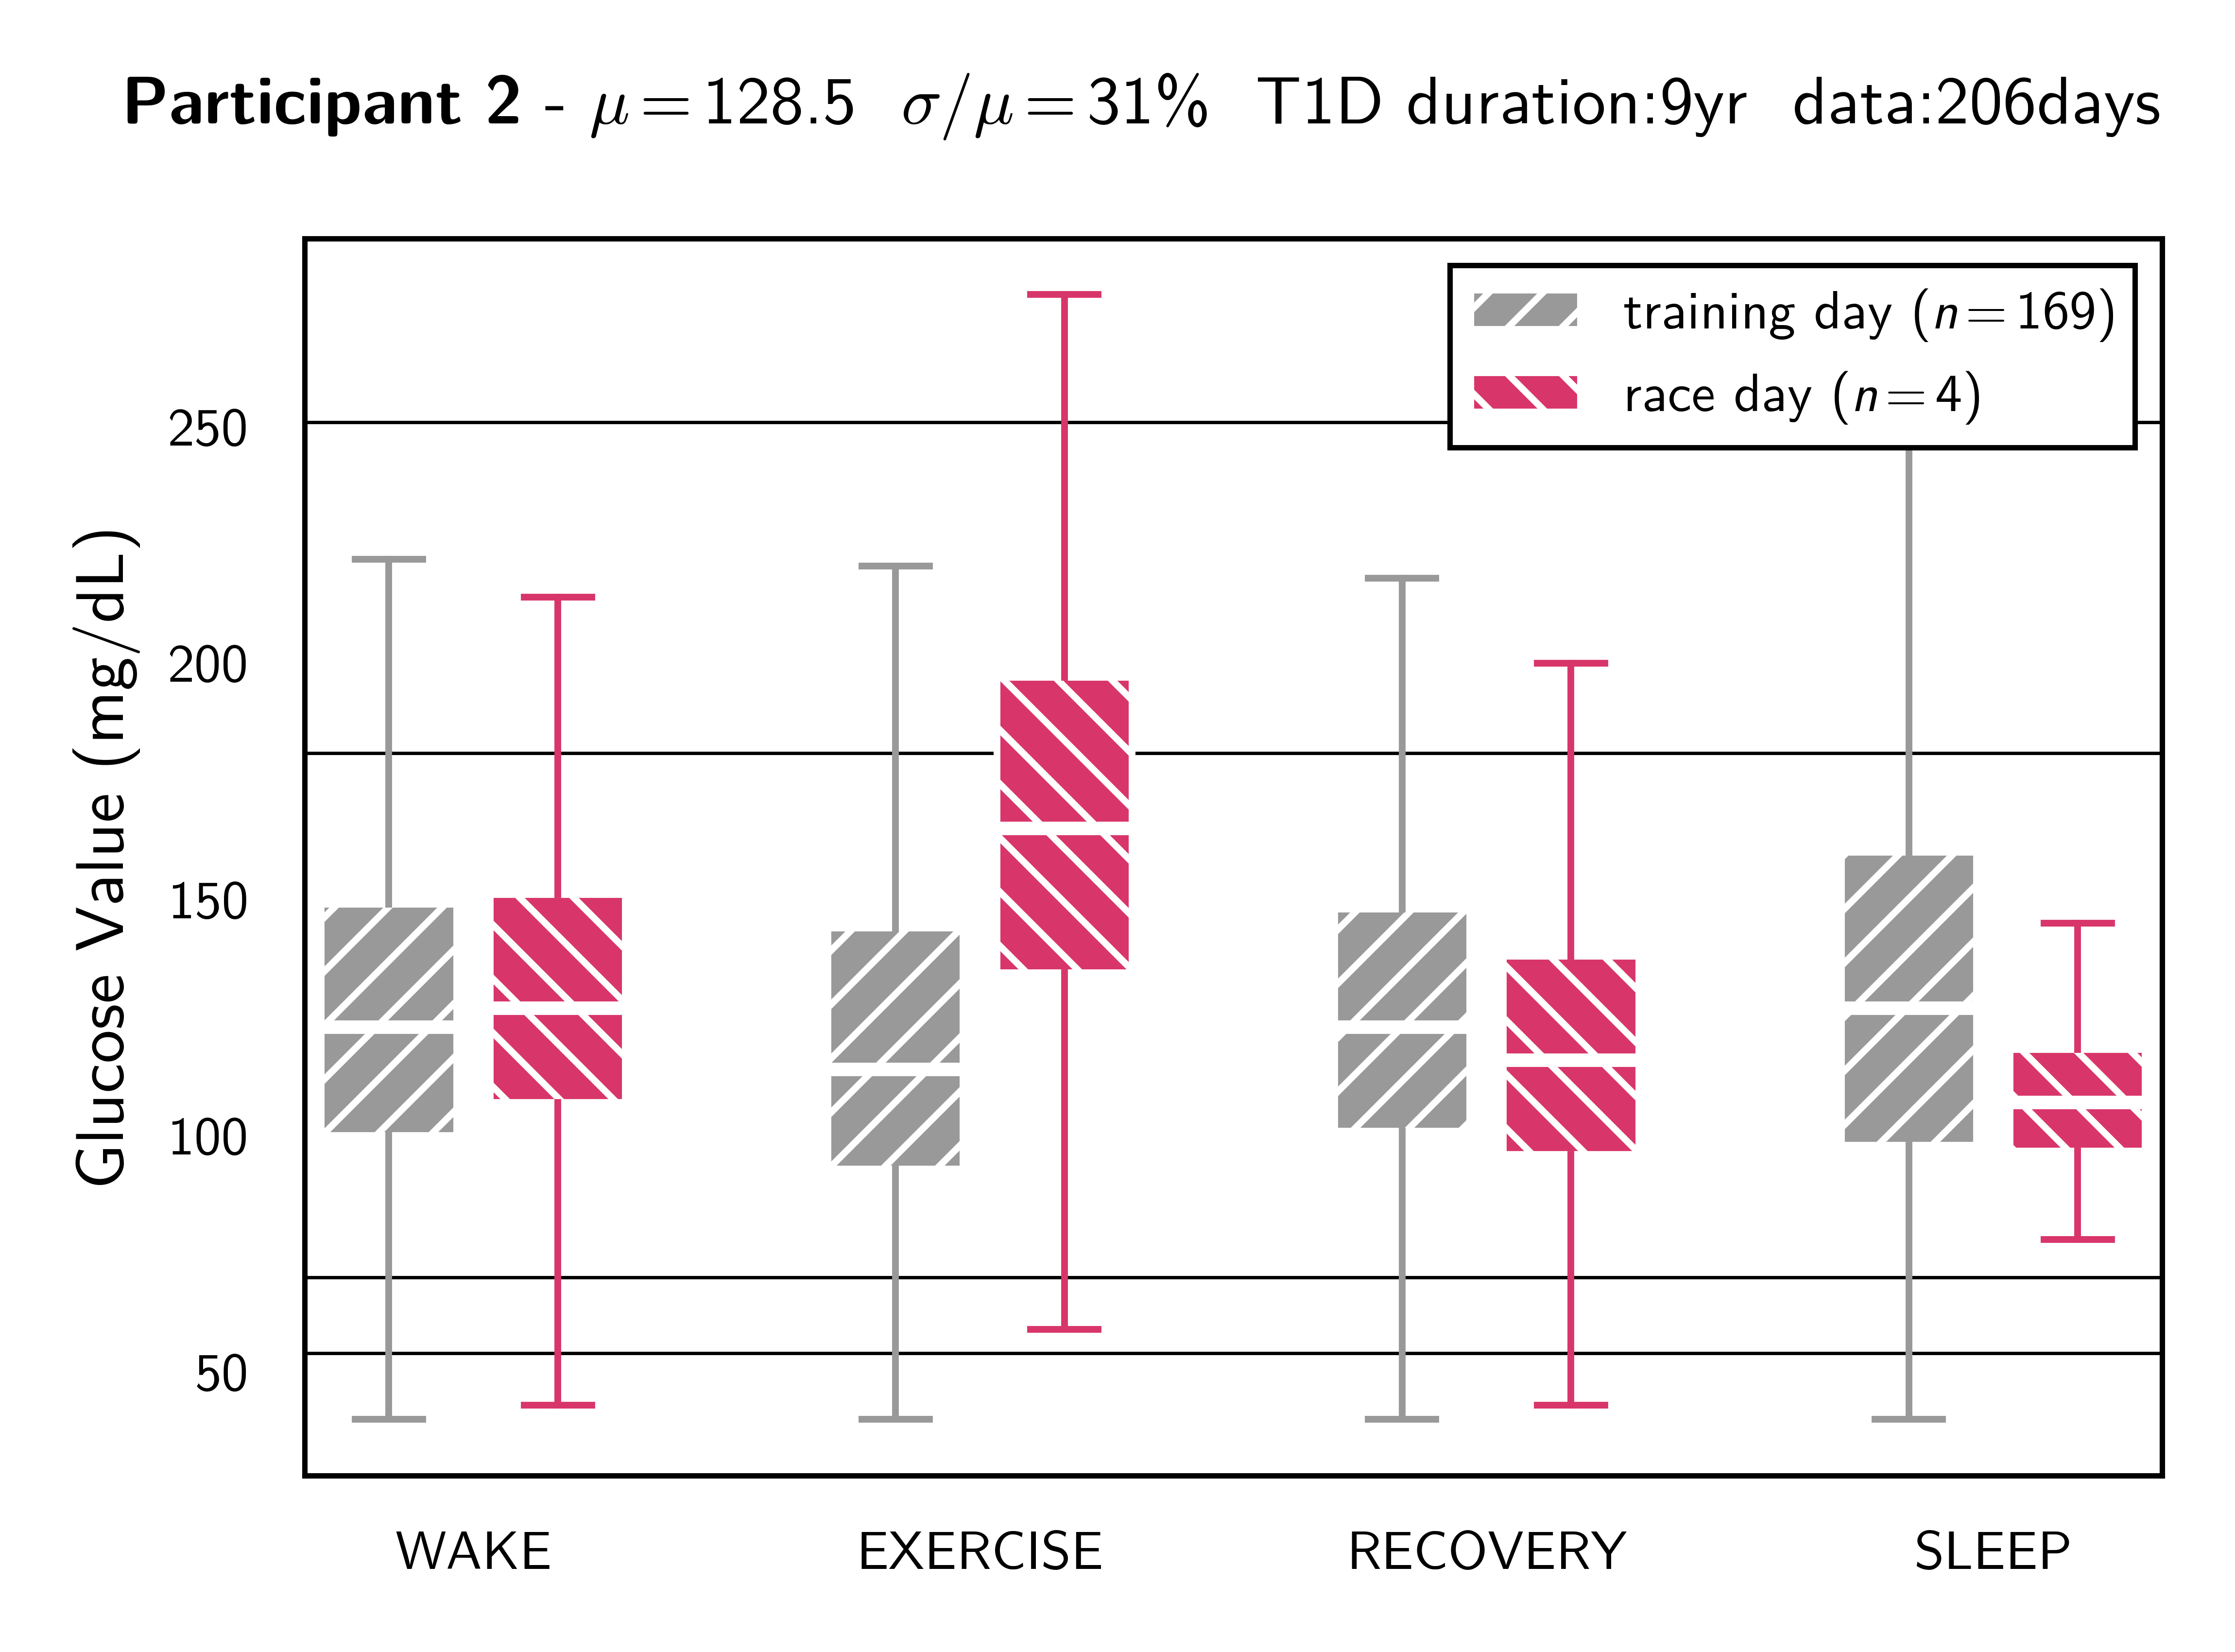 Participant 2 - μ = 128.5 σ/μ = 31% T1D duration:9yr data:206days
training day (n = 169)
race day (n = 4)
Glucose Value (mg/dL)
250
200
150
100
50
WAKE EXERCISE RECOVERY SLEEP